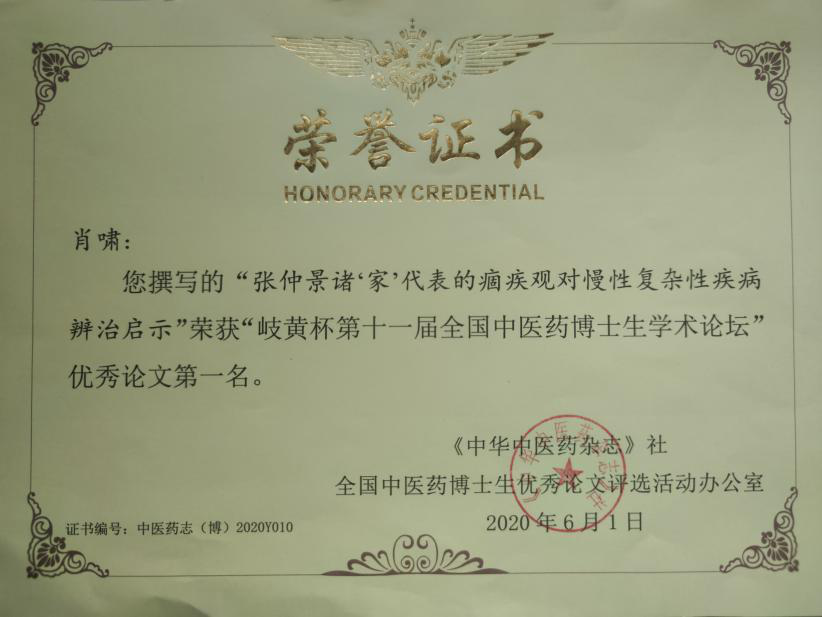 荣誉证书
HONORARY CREDENTIAL
肖啸：
您撰写的“张仲景诸‘家’代表的痼疾观对慢性复杂性疾病
辨治启示”荣获“岐黄杯第十一届全国中医药博士生学术论坛”
优秀论文第一名。
《中华中医药杂志》社
全国中医药博士生优秀论文评选活动办公室
2020年6月1日
证书编号：中医药志（博）2020Y010